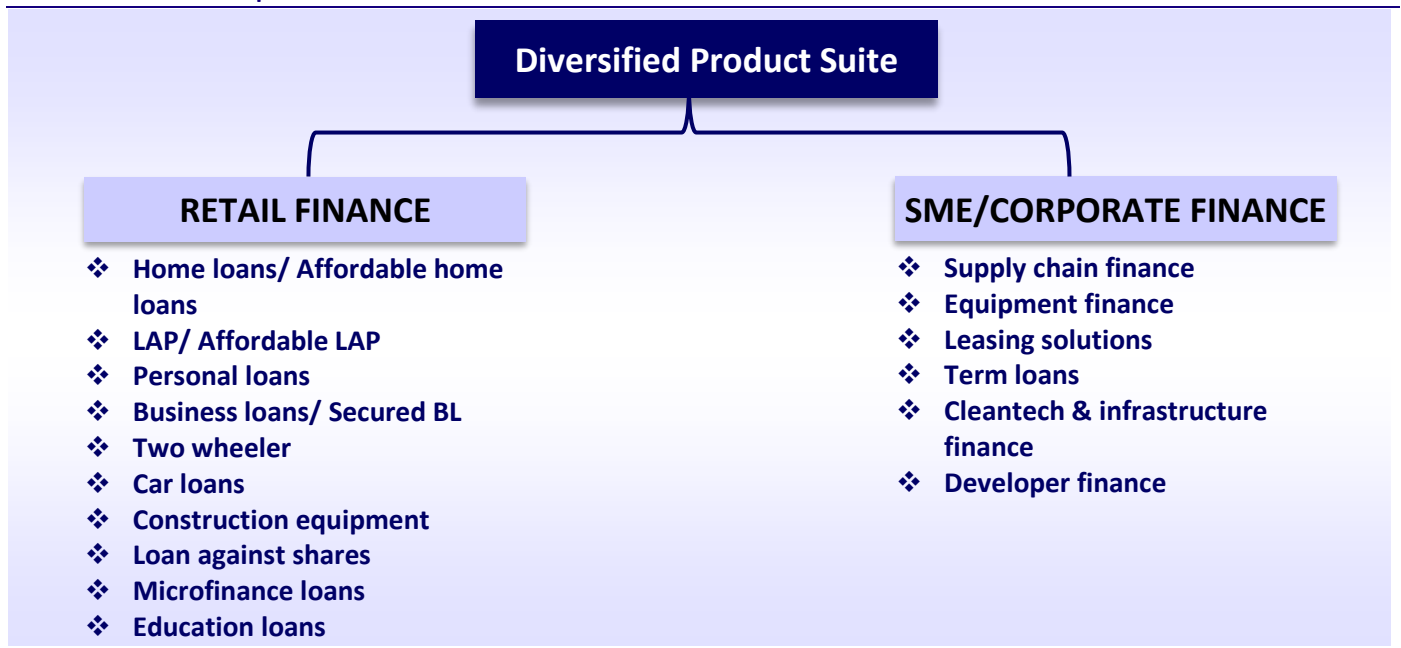 Diversified Product Suite
RETAIL FINANCE
❖ Home loans/ Affordable home
loans
❖ LAP/ Affordable LAP
❖ Personal loans
❖ Business loans/ Secured BL
❖ Two wheeler
❖ Car loans
❖ Construction equipment
❖ Loan against shares
❖ Microfinance loans
❖ Education loans
SME/CORPORATE FINANCE
❖ Supply chain finance
❖ Equipment finance
❖ Leasing solutions
❖ Term loans
❖ Cleantech & infrastructure
finance
❖ Developer finance